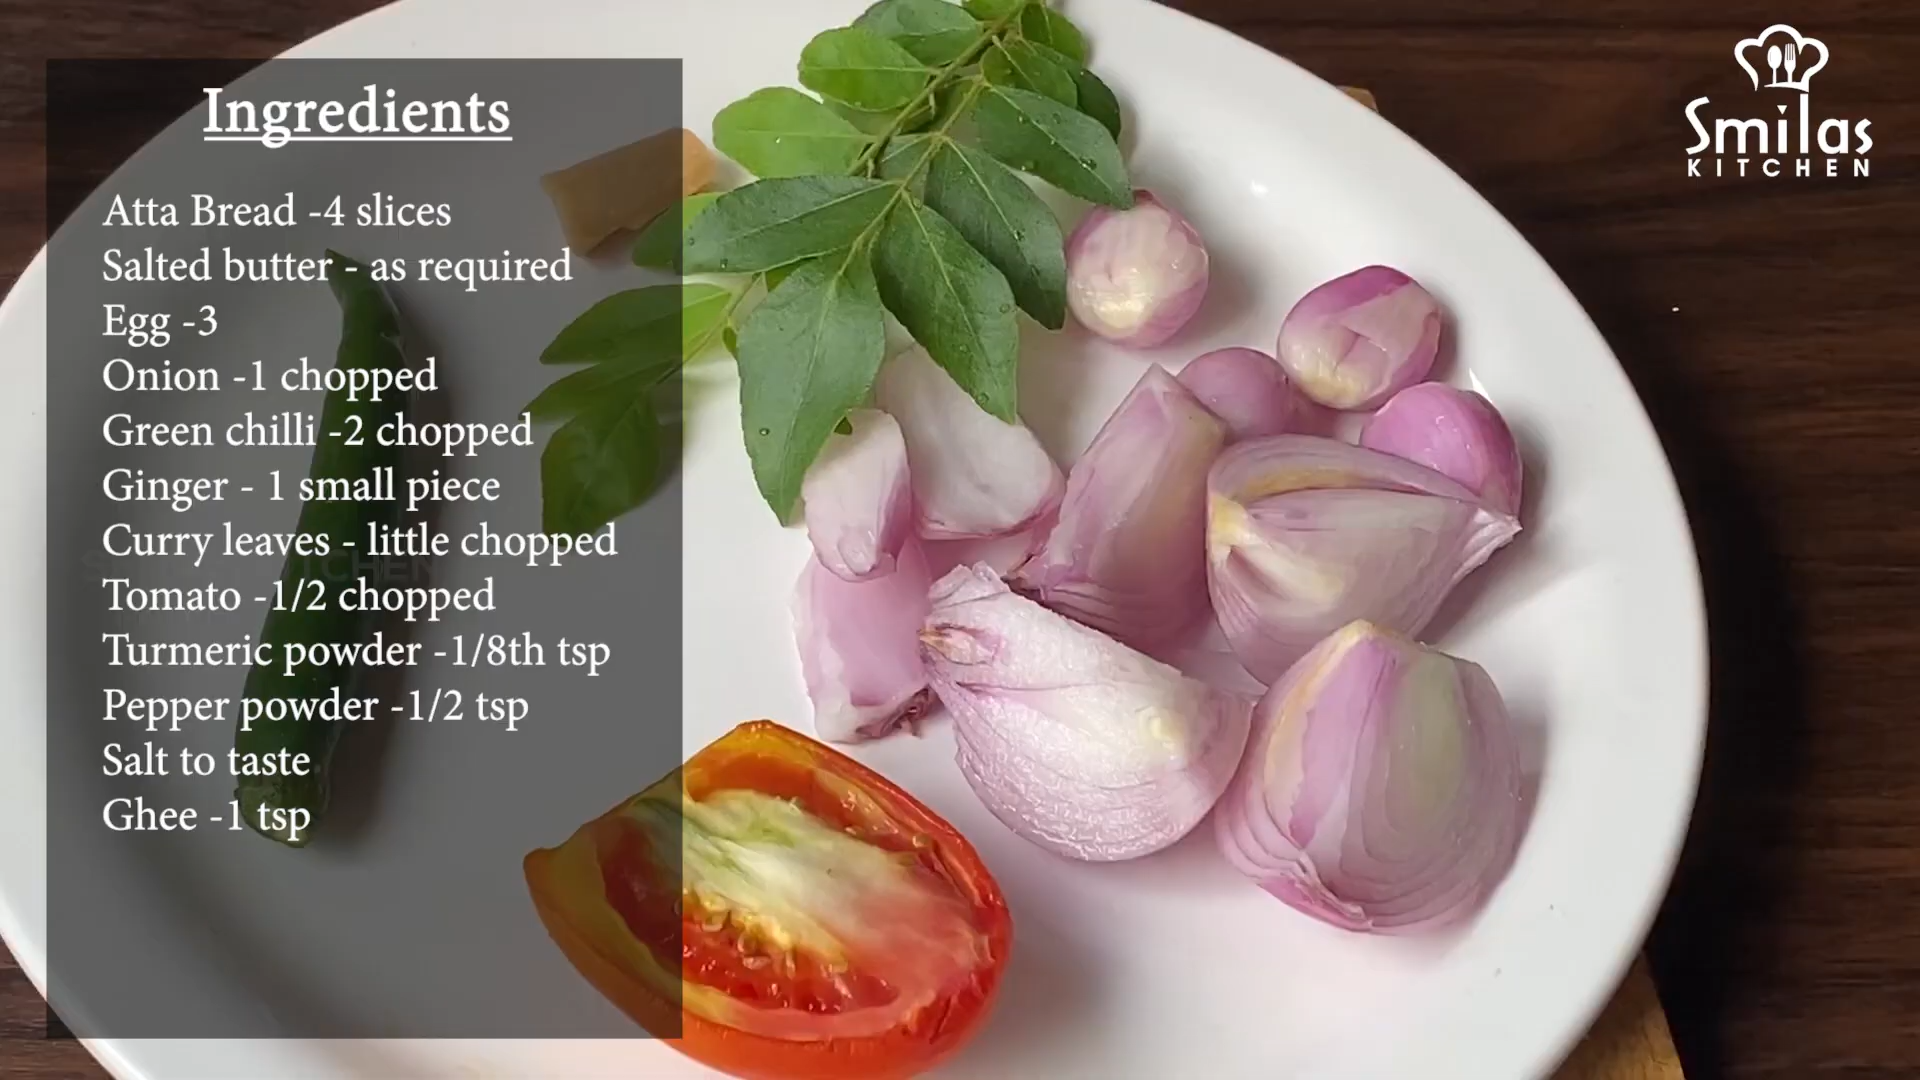 Ingredients
Atta Bread -4 slices
Salted butter - as required
Egg -3
Onion -1 chopped
Green chilli -2 chopped
Ginger - 1 small piece
Curry leaves - little chopped
Tomato -1/2 chopped
Turmeric powder -1/8th tsp
Pepper powder -1/2 tsp
Salt to taste
Ghee -1 tsp
Smilas
KITCHEN